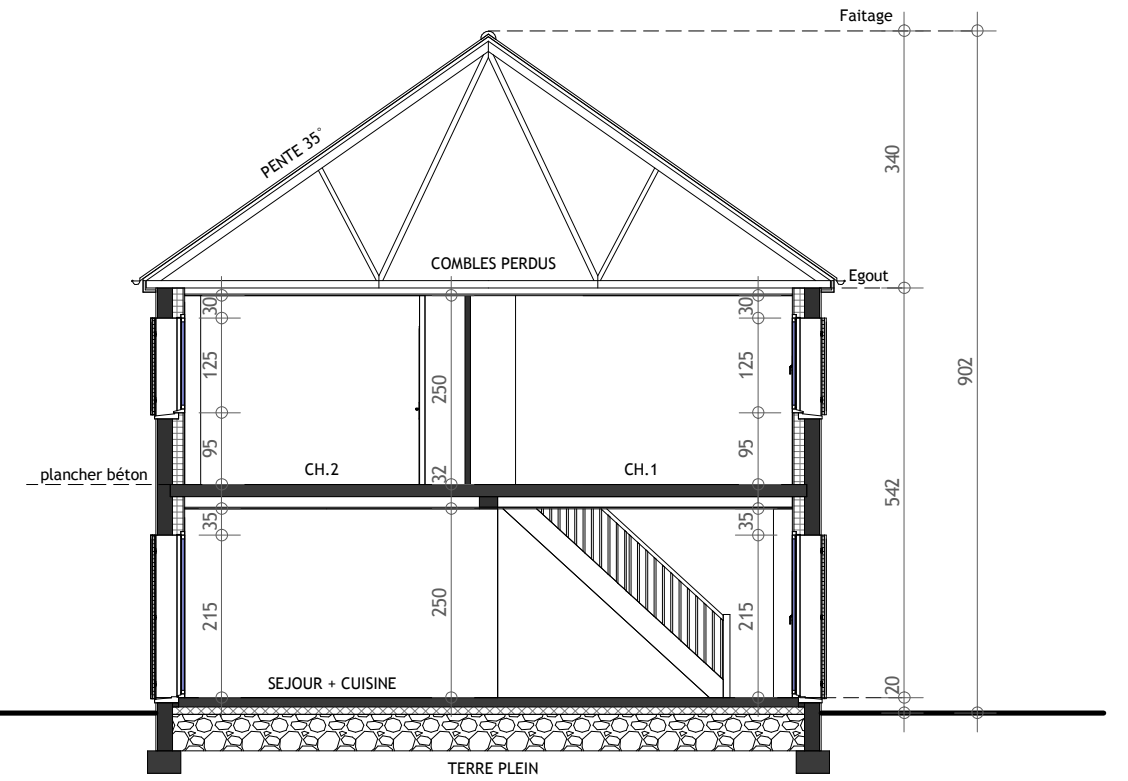 Faitage
PENTE 35°
340
COMBLES PERDUS
Egout
30
30
125
250
125
902
95
CH.2
32
CH.1
95
plancher béton
542
35
35
215
250
215
SEJOUR + CUISINE
20
TERRE PLEIN